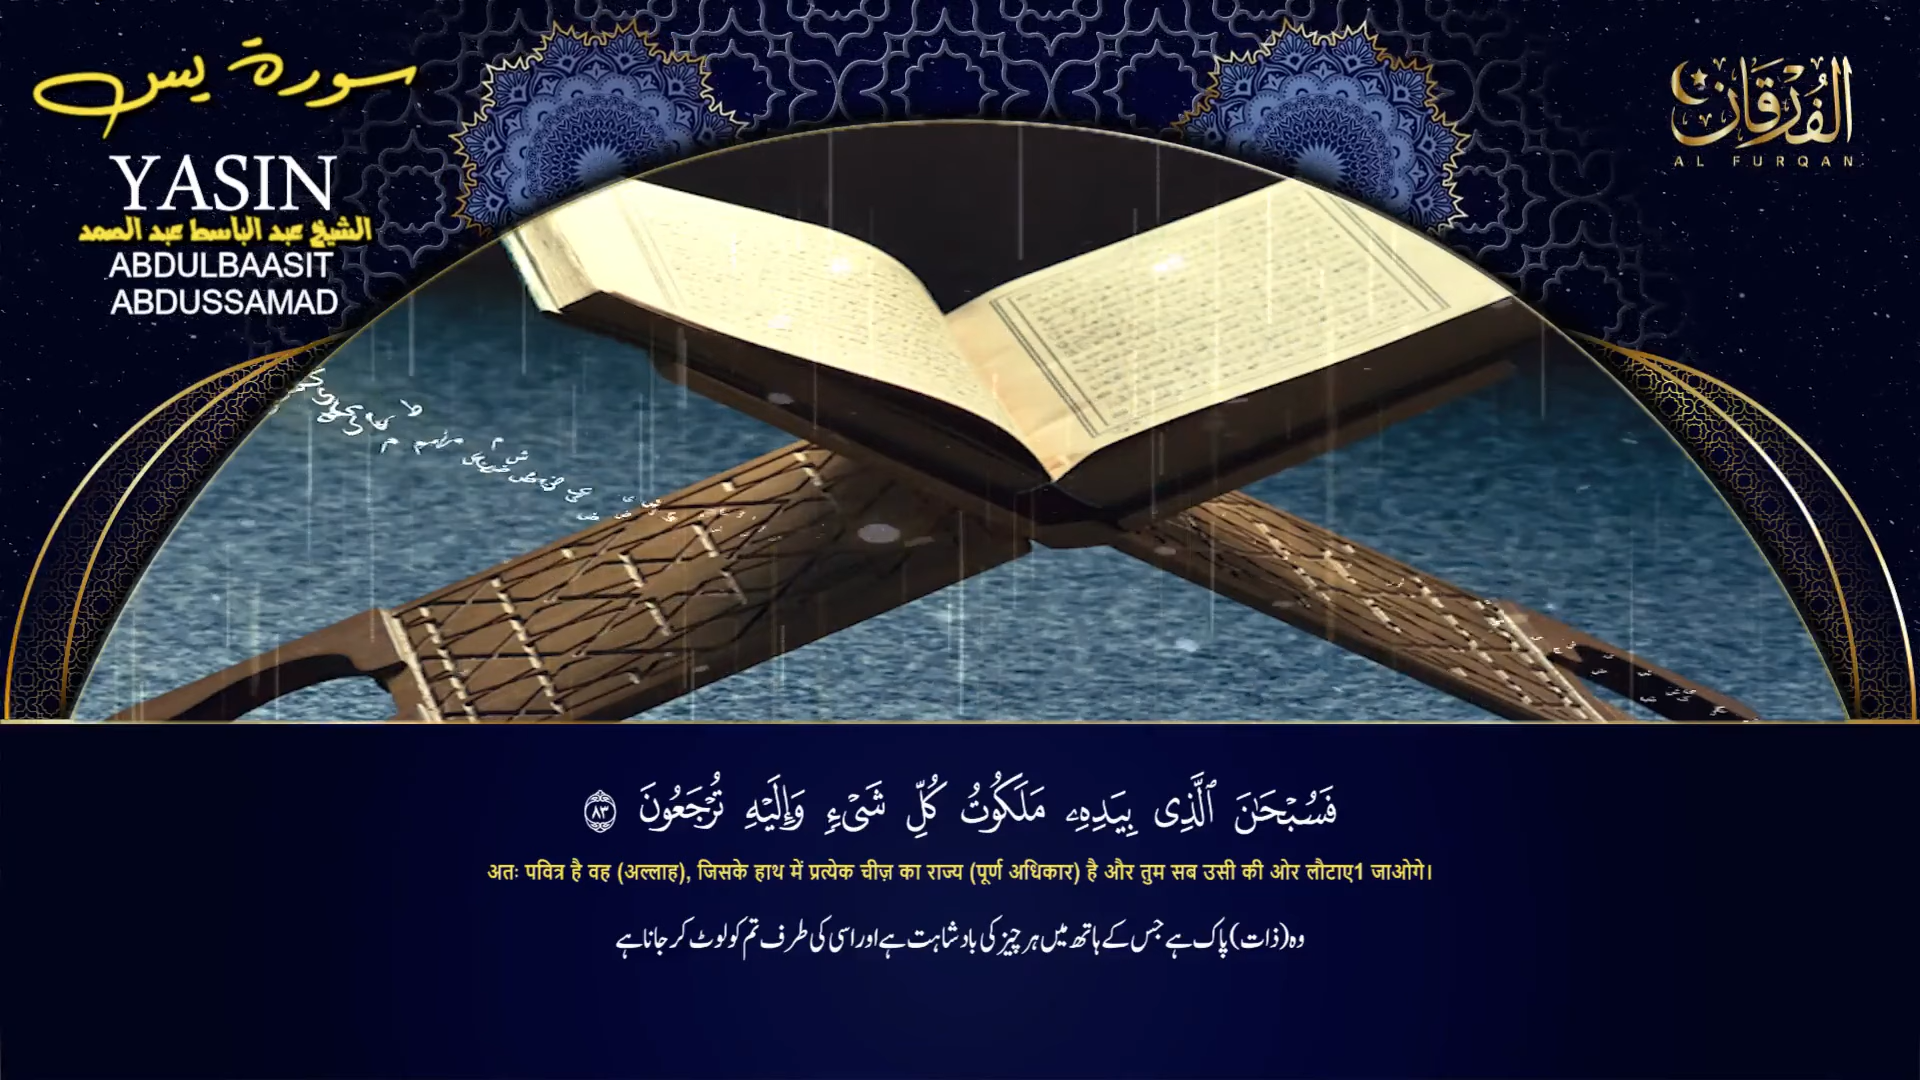 سورة يس
YASIN
الشيخ عبد الباسط عبد الصمد
ABDULBAASIT
ABDUSSAMAD
الفُرْقَان
AL FURQAN
فَسُبْحَـٰنَ ٱلَّذِى بِيَدِهِۦ مَلَكُوتُ كُلِّ شَىْءٍ وَإِلَيْهِ تُرْجَعُونَ ٨٣
अतः पवित्र है वह (अल्लाह), जिसके हाथ में प्रत्येक चीज़ का राज्य (पूर्ण अधिकार) है और तुम सब उसी की ओर लौटाए1 जाओगे।
وہ (ذات) پاک ہے جس کے ہاتھ میں ہر چیز کی بادشاہت ہے اور اسی کی طرف تم کو لوٹ کر جانا ہے